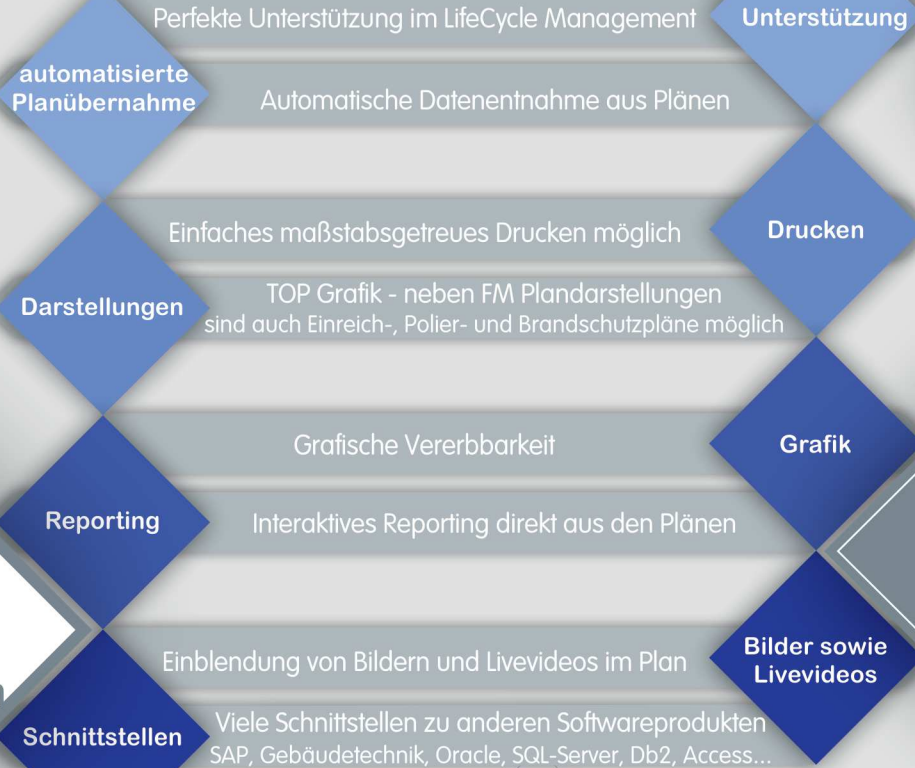 Perfekte Unterstützung im LifeCycle Management
Unterstützung
automatisierte
Planübernahme
Automatische Datenentnahme aus Plänen
Einfaches maßstabsgetreues Drucken möglich
Drucken
Darstellungen
TOP Grafik - neben FM Plandarstellungen
sind auch Einreich-, Polier- und Brandschutzpläne möglich
Grafische Vererbbarkeit
Grafik
Reporting
Interaktives Reporting direkt aus den Plänen
Einblendung von Bildern und Livevideos im Plan
Bilder sowie
Livevideos
Schnittstellen
Viele Schnittstellen zu anderen Softwareprodukten
SAP, Gebäudetechnik, Oracle, SQL-Server, Db2, Access...